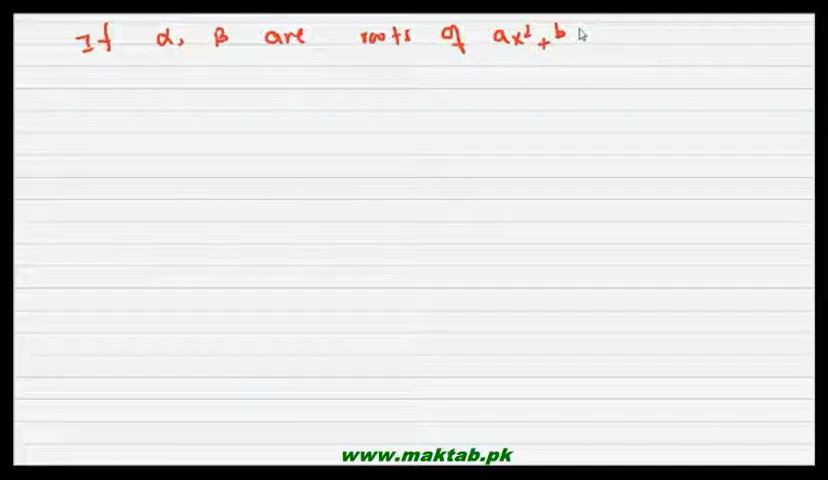 If α, β are roots of ax²+b
www.maktab.pk